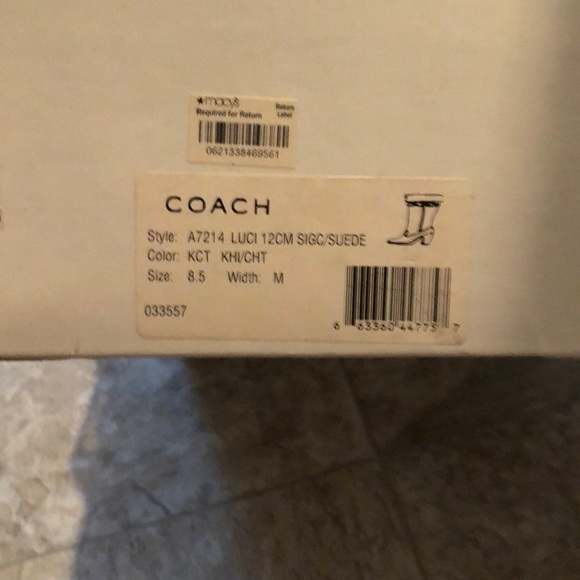 ★macy's
Required for Return
Return
Label
0621338469561
COACH
Style: A7214 LUCI 12CM SIGC/SUEDE
Color: KCT KHI/CHT
Size: 8.5 Width: M
033557
6 63360 44775 7